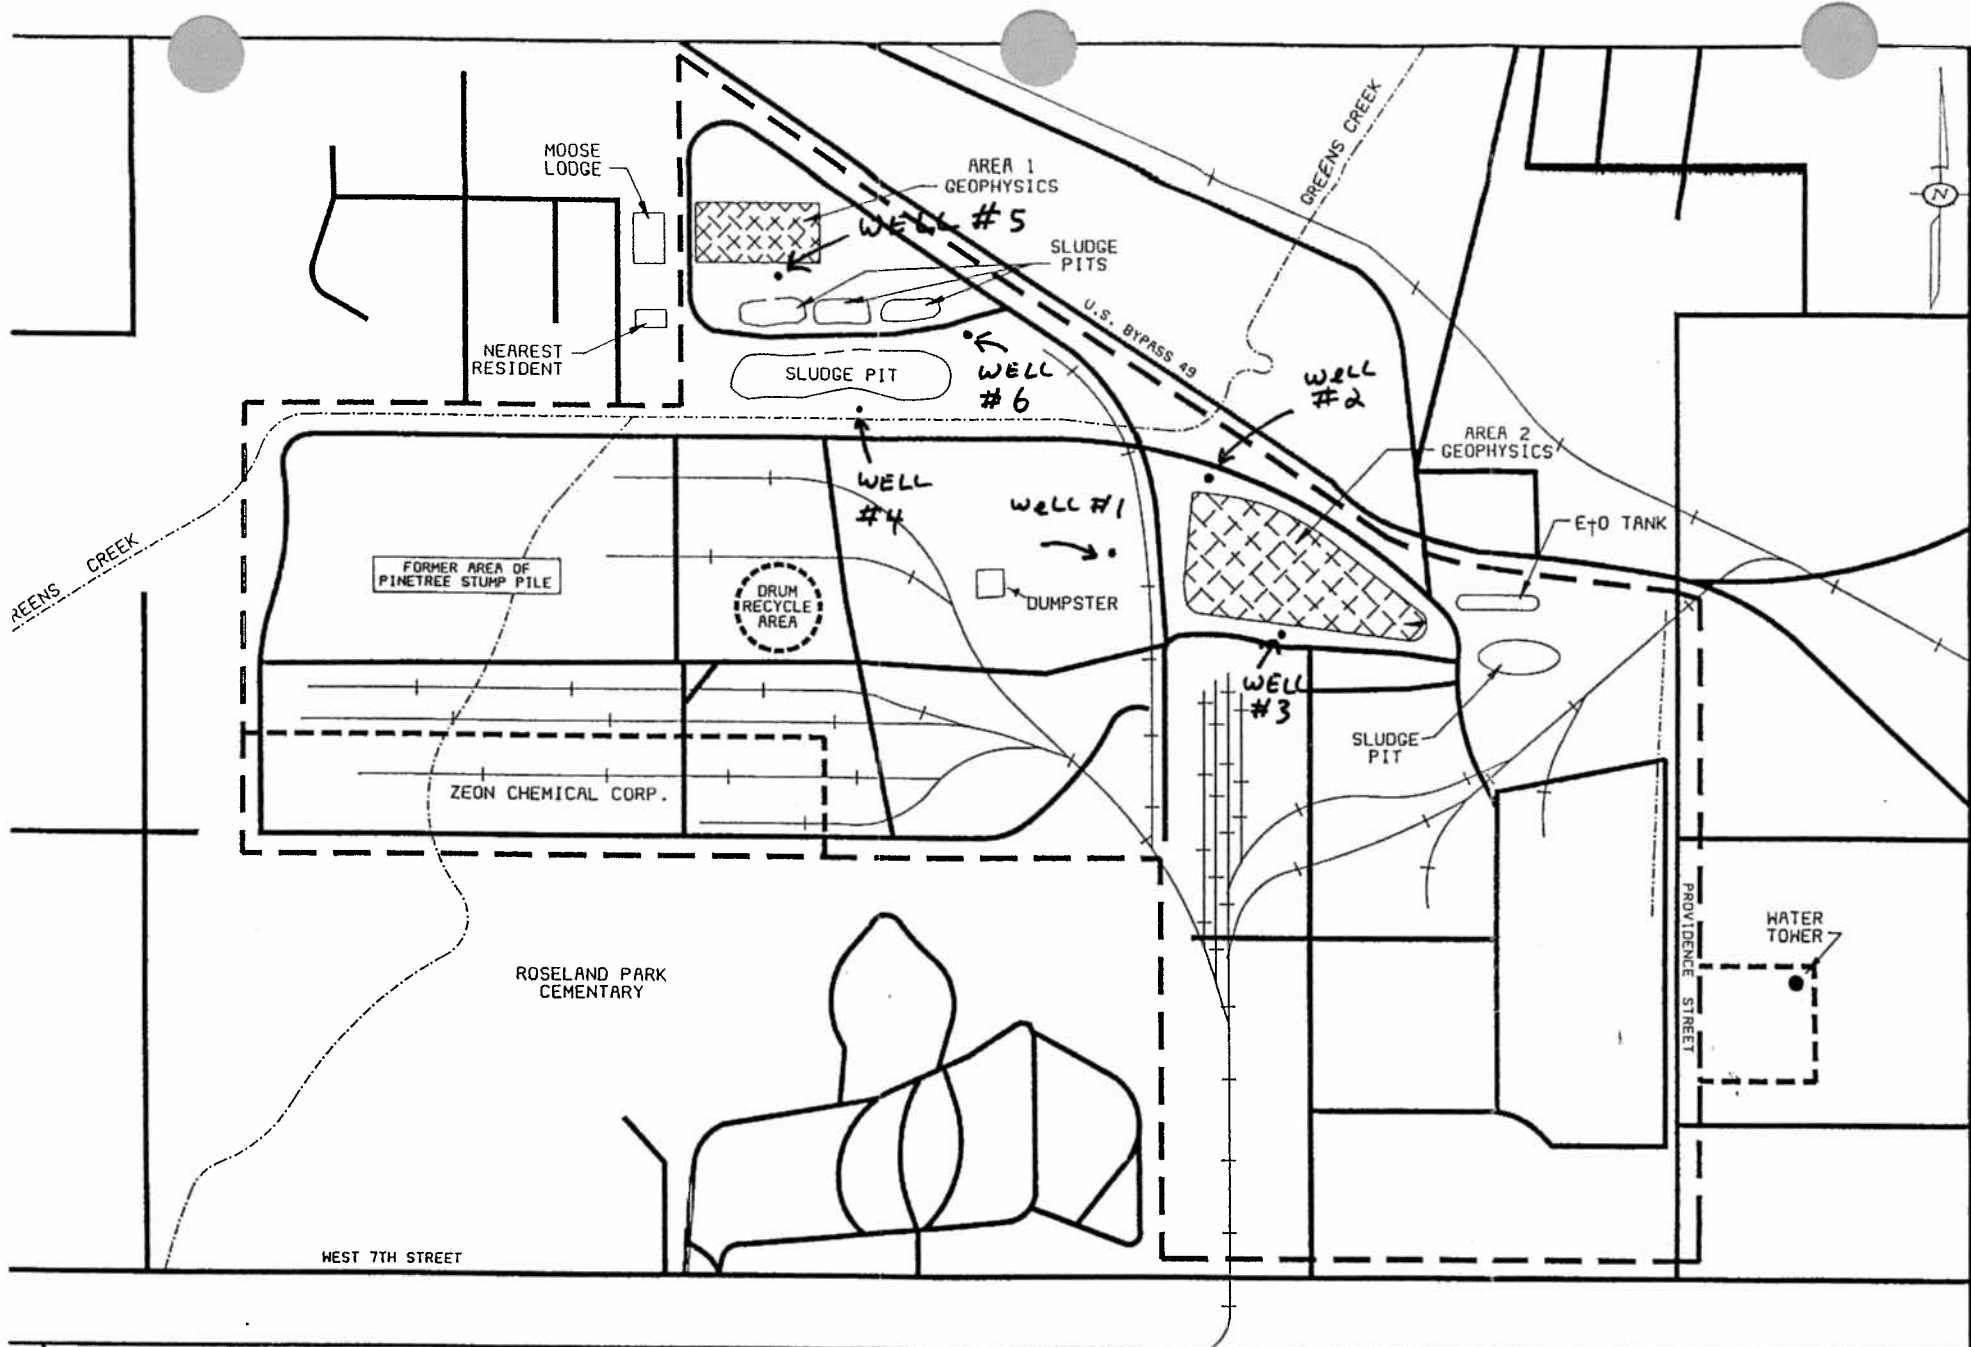 MOOSE
LODGE
AREA 1
GEOPHYSICS
WELL #5
SLUDGE
PITS
GREENS CREEK
N
U.S. BYPASS 49
NEAREST
RESIDENT
SLUDGE PIT
WELL
#6
WELL
#2
AREA 2
GEOPHYSICS
WELL
#4
WELL #1
E†O TANK
REENS CREEK
FORMER AREA OF
PINETREE STUMP PILE
DRUM
RECYCLE
AREA
DUMPSTER
WELL
#3
SLUDGE
PIT
ZEON CHEMICAL CORP.
PROVIDENCE STREET
WATER
TOWER
ROSELAND PARK
CEMENTARY
WEST 7TH STREET